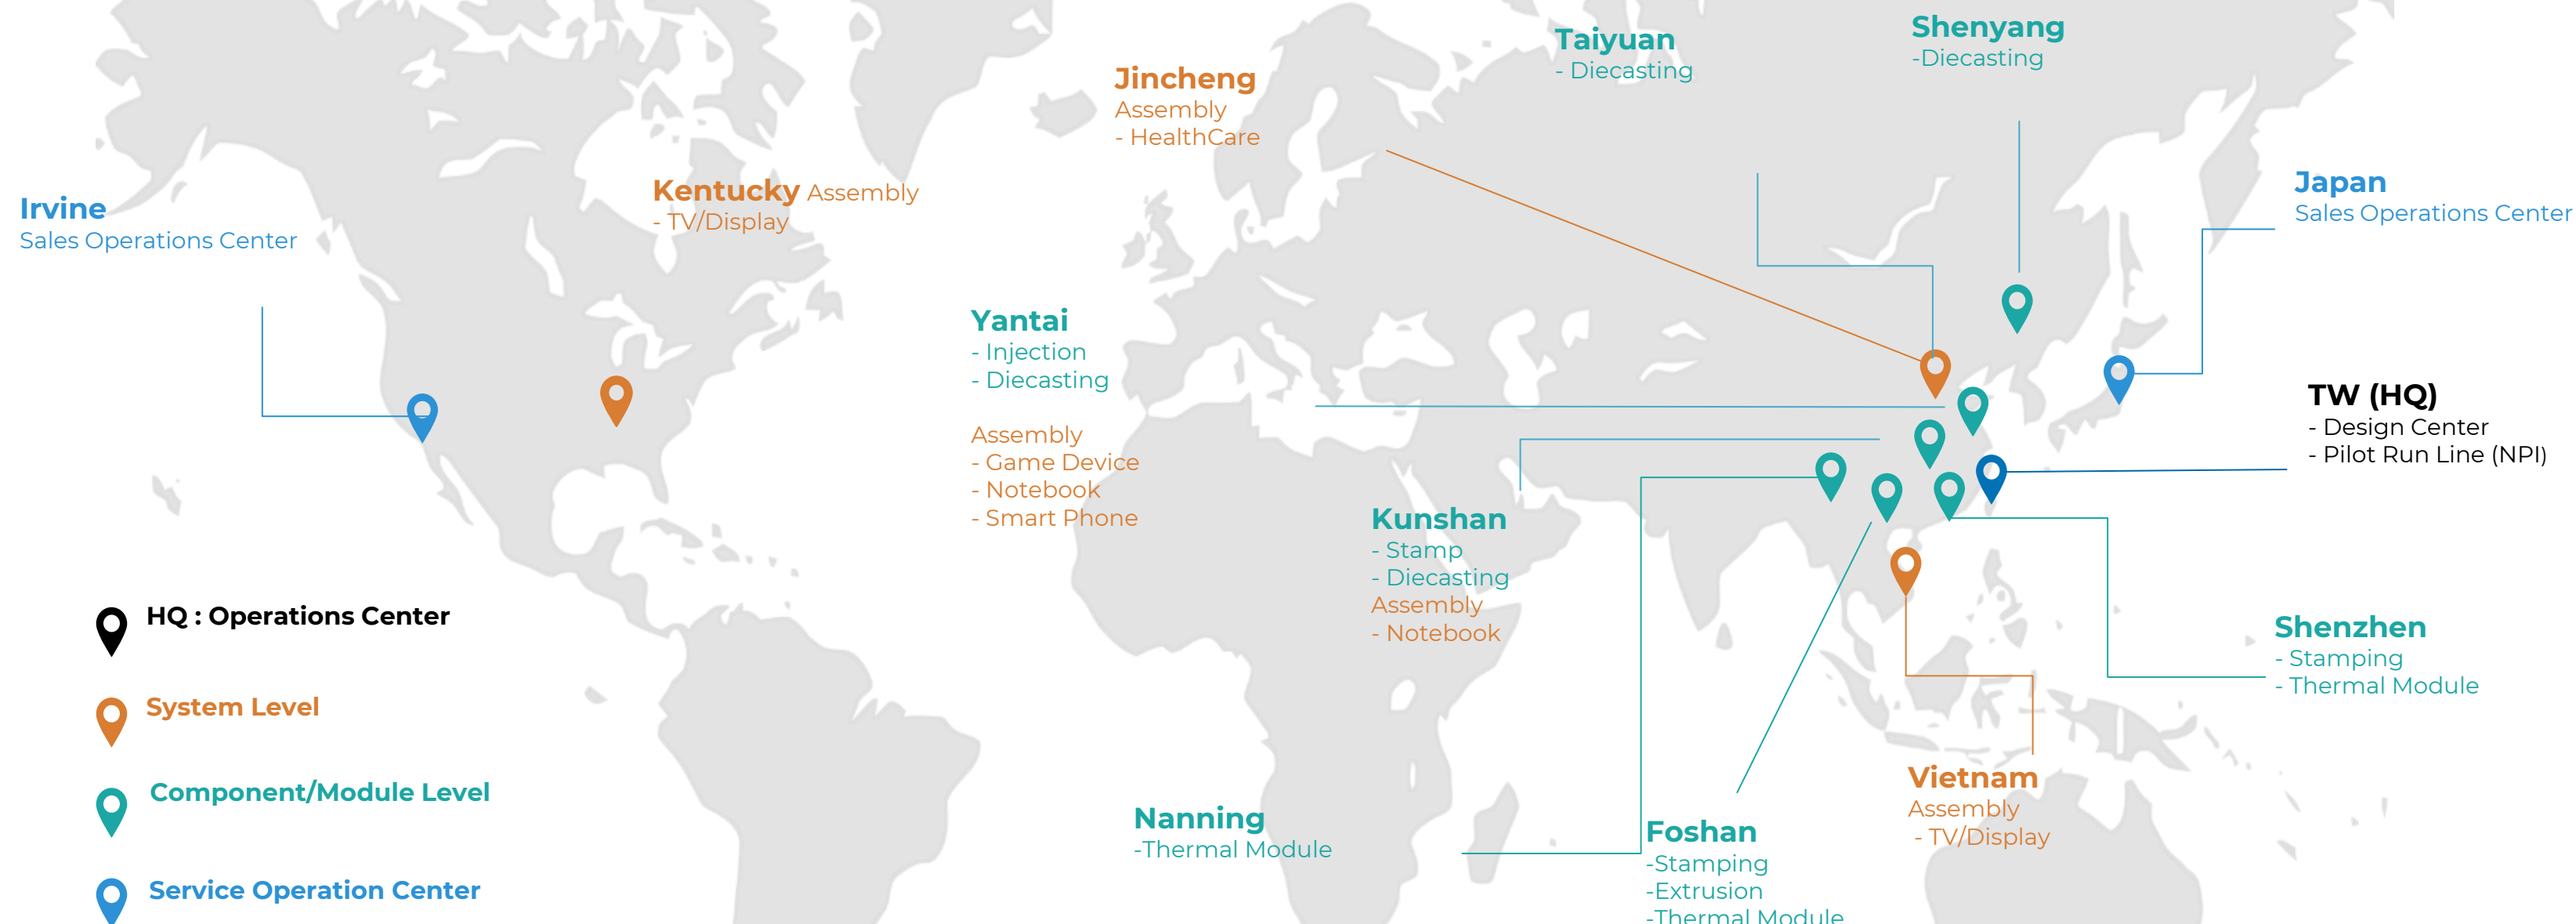 Taiyuan
- Diecasting
Shenyang
-Diecasting
Jincheng
Assembly
- HealthCare
Kentucky Assembly
- TV/Display
Irvine
Sales Operations Center
Japan
Sales Operations Center
Yantai
- Injection
- Diecasting
Assembly
- Game Device
- Notebook
- Smart Phone
TW (HQ)
- Design Center
- Pilot Run Line (NPI)
Kunshan
- Stamp
- Diecasting
Assembly
- Notebook
HQ : Operations Center
System Level
Component/Module Level
Service Operation Center
Shenzhen
- Stamping
- Thermal Module
Vietnam
Assembly
- TV/Display
Nanning
-Thermal Module
Foshan
-Stamping
-Extrusion
-Thermal Module